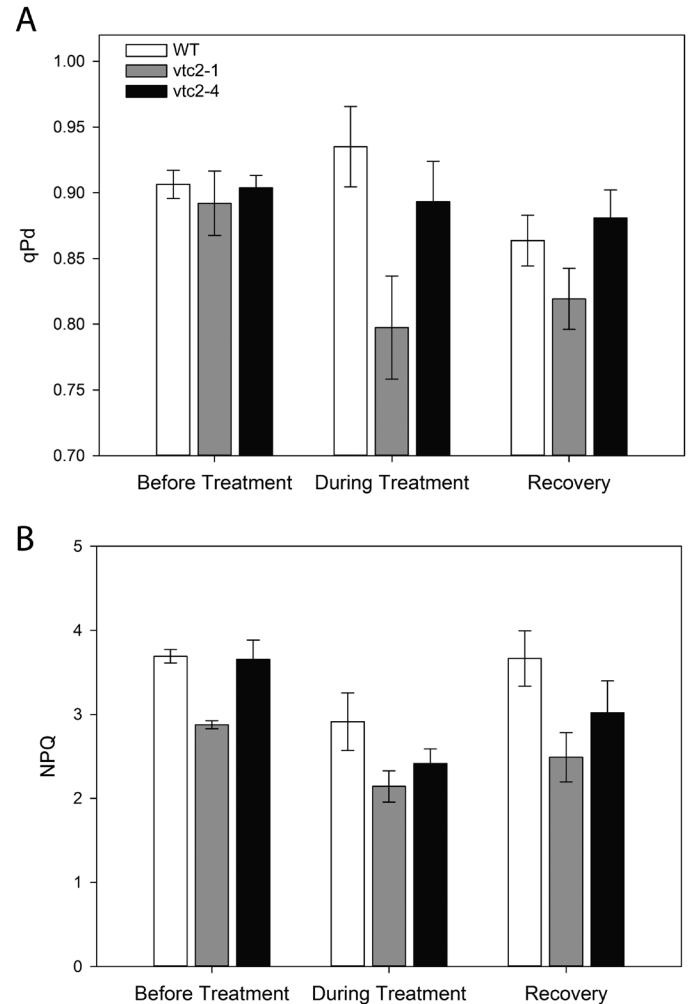 A
WT
vtc2-1
vtc2-4
1.00
0.95
0.90
0.85
0.80
0.75
0.70
qPd
Before Treatment During Treatment Recovery
B
5
4
3
2
1
0
NPQ
Before Treatment During Treatment Recovery